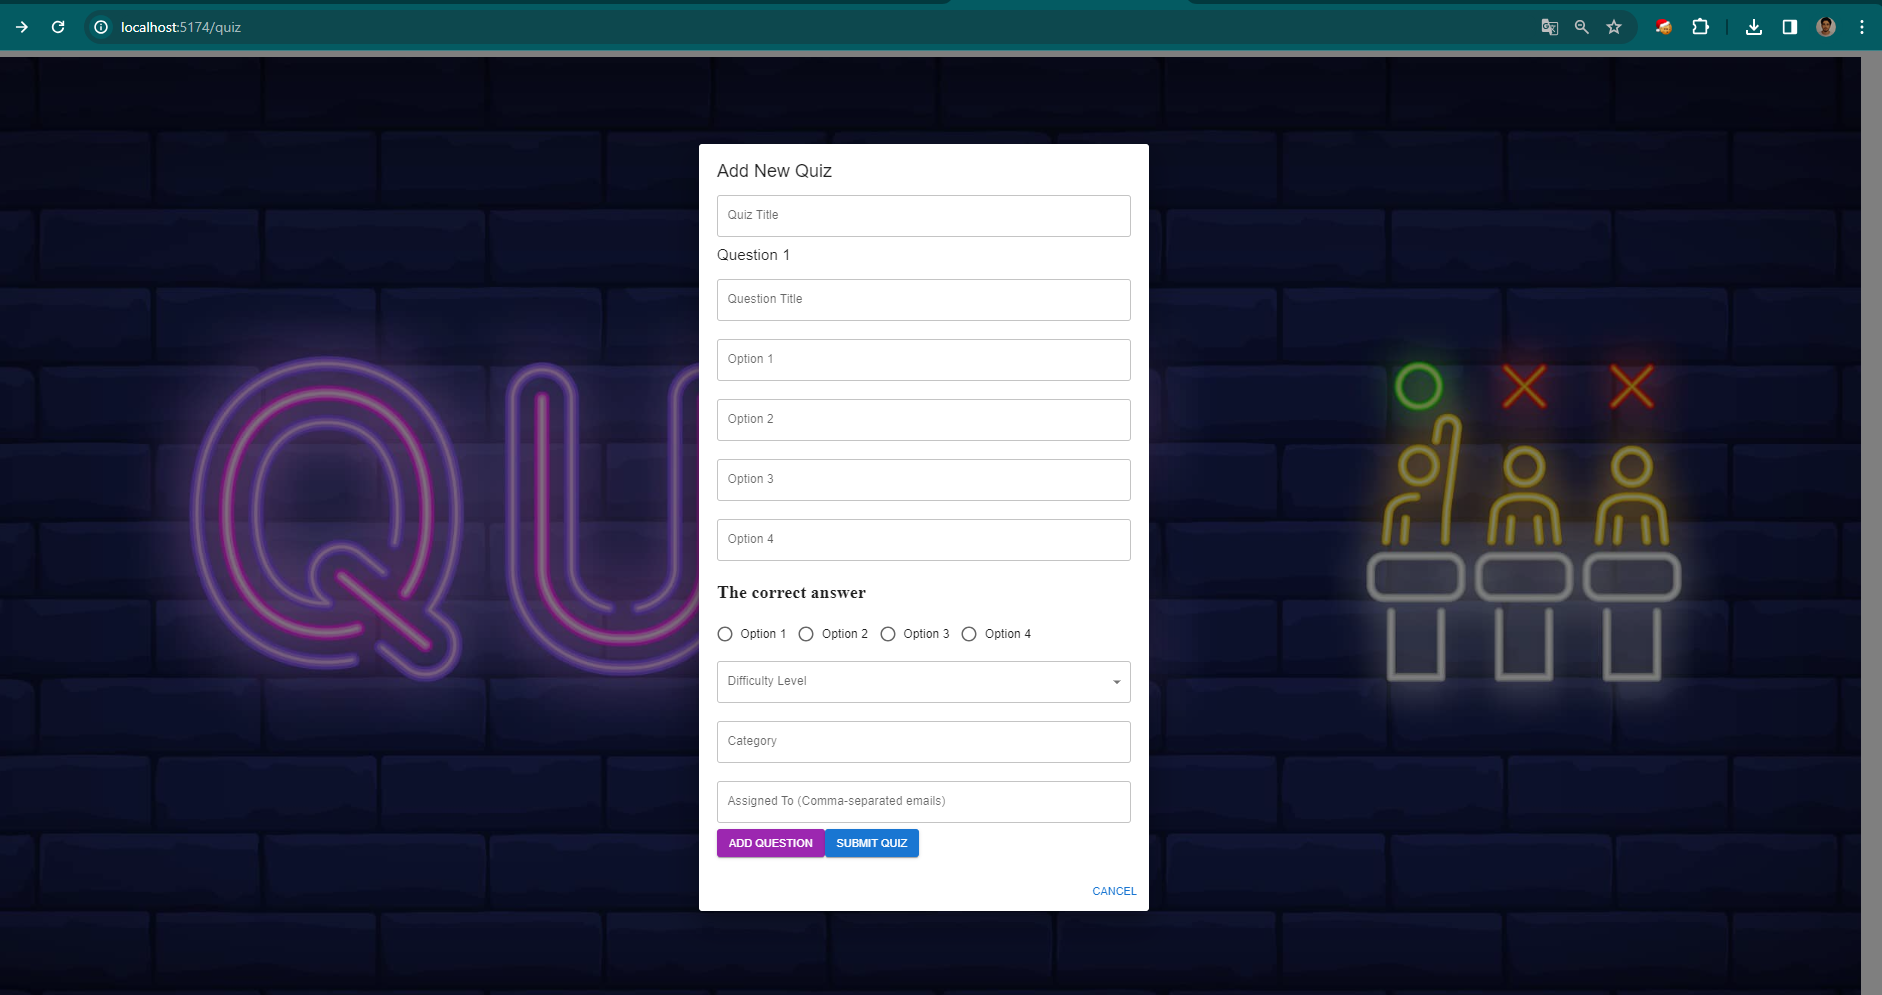 localhost:5174/quiz
Add New Quiz
Quiz Title
Question 1
Question Title
Option 1
Option 2
Option 3
Option 4
The correct answer
Option 1 Option 2 Option 3 Option 4
Difficulty Level
Category
Assigned To (Comma-separated emails)
ADD QUESTION SUBMIT QUIZ
CANCEL
QU